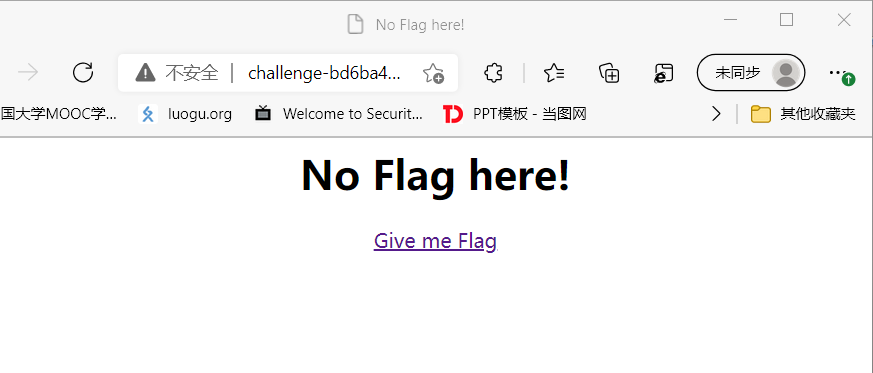 No Flag here!
不安全 challenge-bd6ba4... 未同步
国大学MOOC学... luogu.org Welcome to Securit... PPT模板 - 当图网 其他收藏夹
No Flag here!
Give me Flag